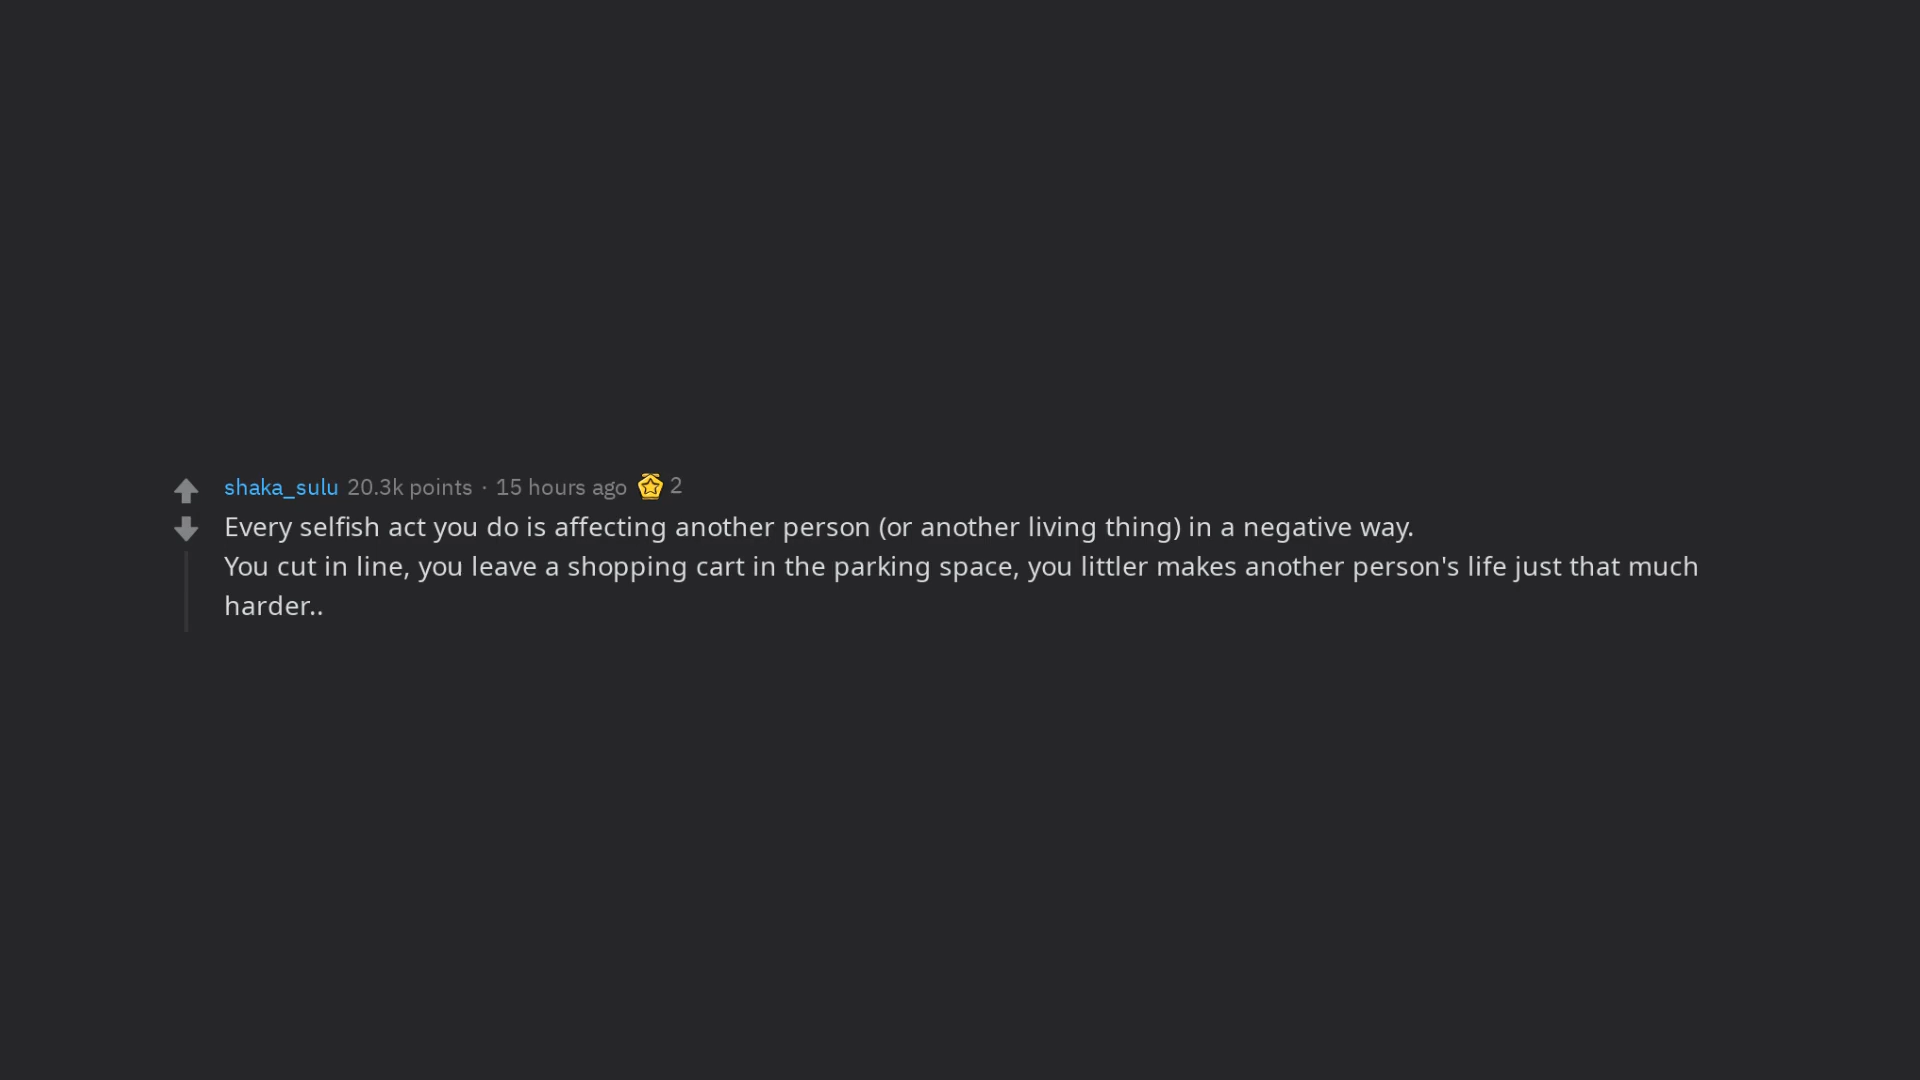 shaka_sulu 20.3k points · 15 hours ago 2
Every selfish act you do is affecting another person (or another living thing) in a negative way.
You cut in line, you leave a shopping cart in the parking space, you littler makes another person's life just that much
harder..